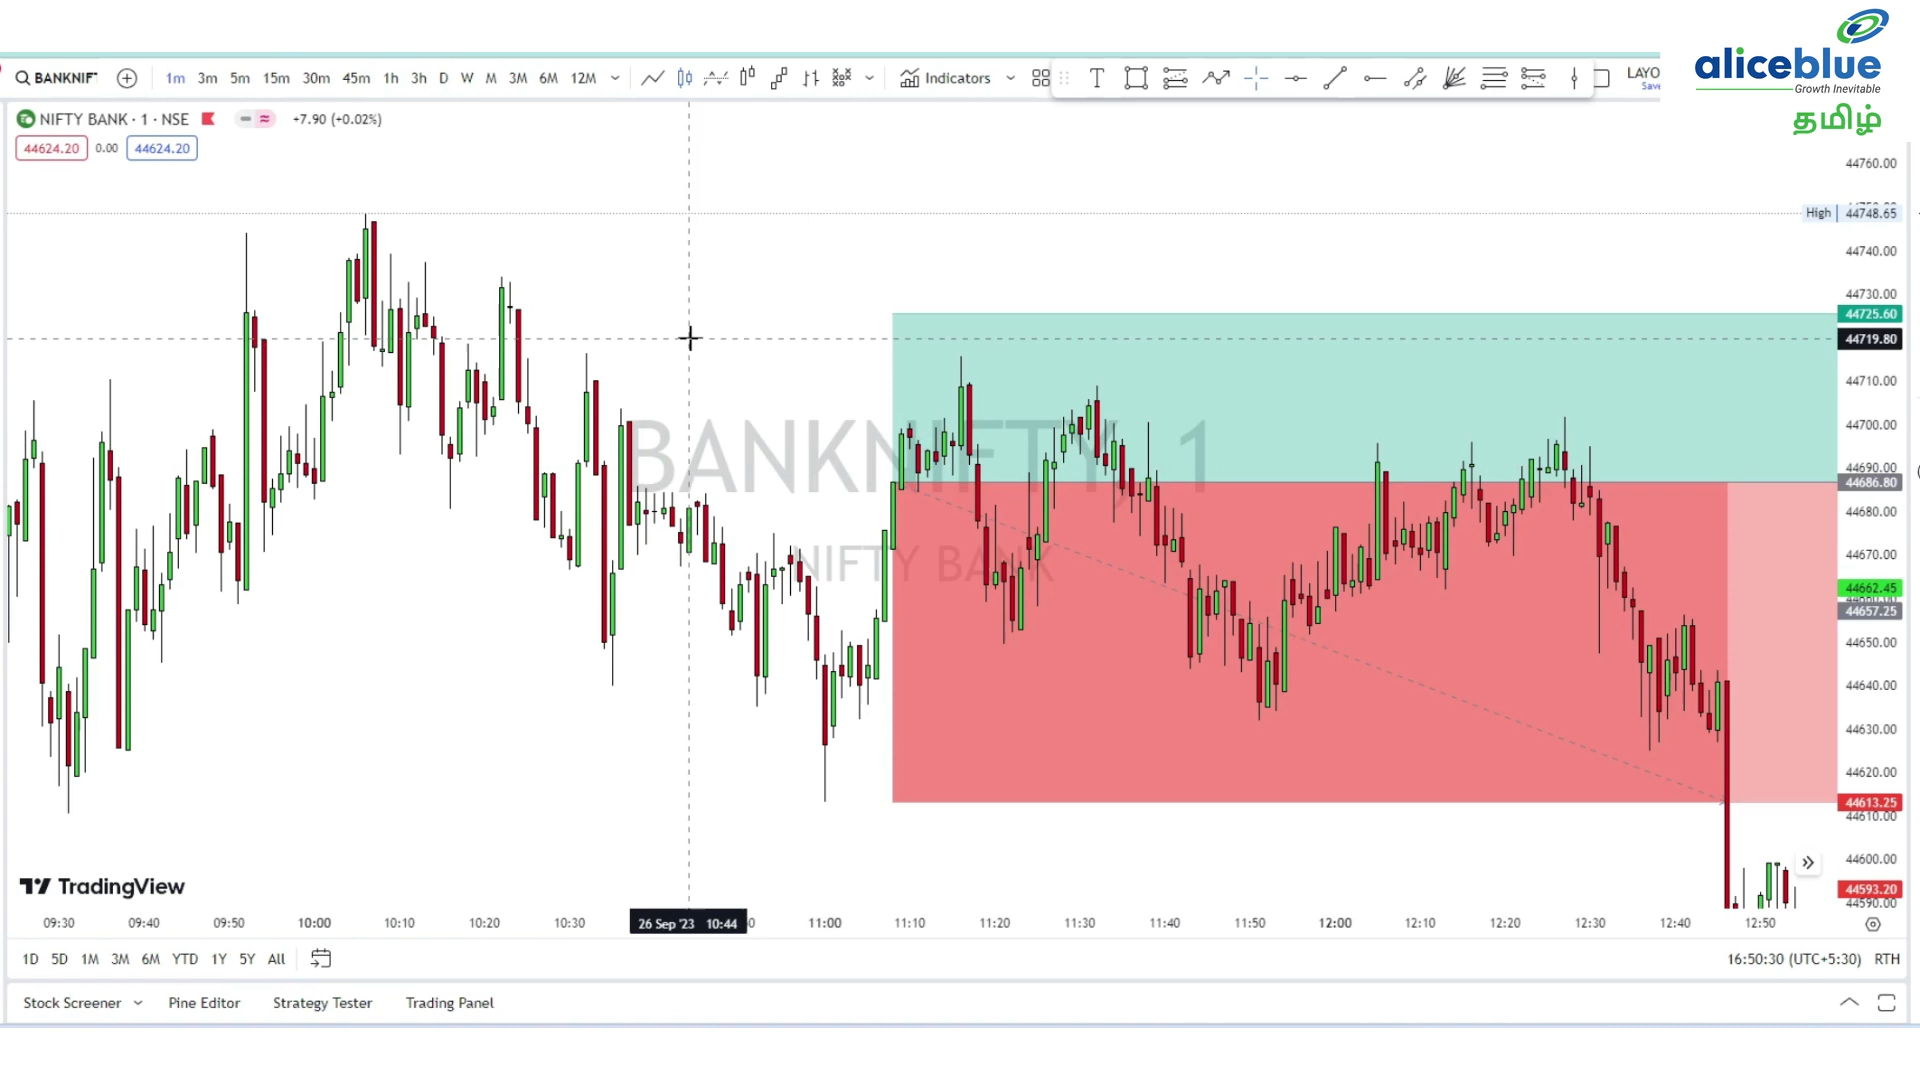 aliceblue
Growth Inevitable
தமிழ்
BANKNIF
1m 3m 5m 15m 30m 45m 1h 3h D W M 3M 6M 12M
Indicators
LAYO
Save
NIFTY BANK · 1 · NSE
+7.90 (+0.02%)
44624.20 0.00 44624.20
44760.00
High 44748.65
44740.00
44730.00
44725.60
44719.80
44710.00
44700.00
44690.00
44686.80
44680.00
44670.00
44662.45
44657.25
44650.00
44640.00
44630.00
44620.00
44613.25
44610.00
44600.00
44593.20
44590.00
BANKNIFTY, 1
NIFTY BANK
TradingView
09:30 09:40 09:50 10:00 10:10 10:20 10:30 26 Sep '23 10:44 11:00 11:10 11:20 11:30 11:40 11:50 12:00 12:10 12:20 12:30 12:40 12:50
1D 5D 1M 3M 6M YTD 1Y 5Y All
16:50:30 (UTC+5:30) RTH
Stock Screener Pine Editor Strategy Tester Trading Panel